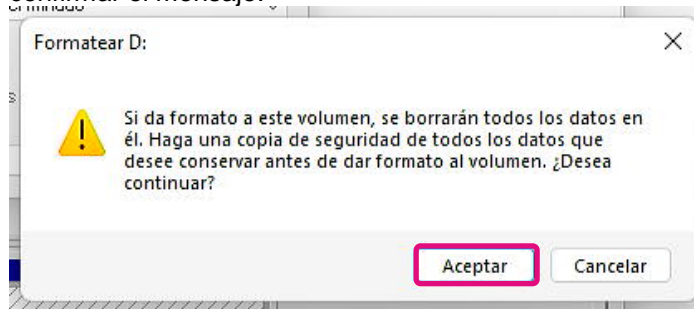 Formatear D:
Si da formato a este volumen, se borrarán todos los datos en
él. Haga una copia de seguridad de todos los datos que
desee conservar antes de dar formato al volumen. ¿Desea
continuar?
Aceptar
Cancelar